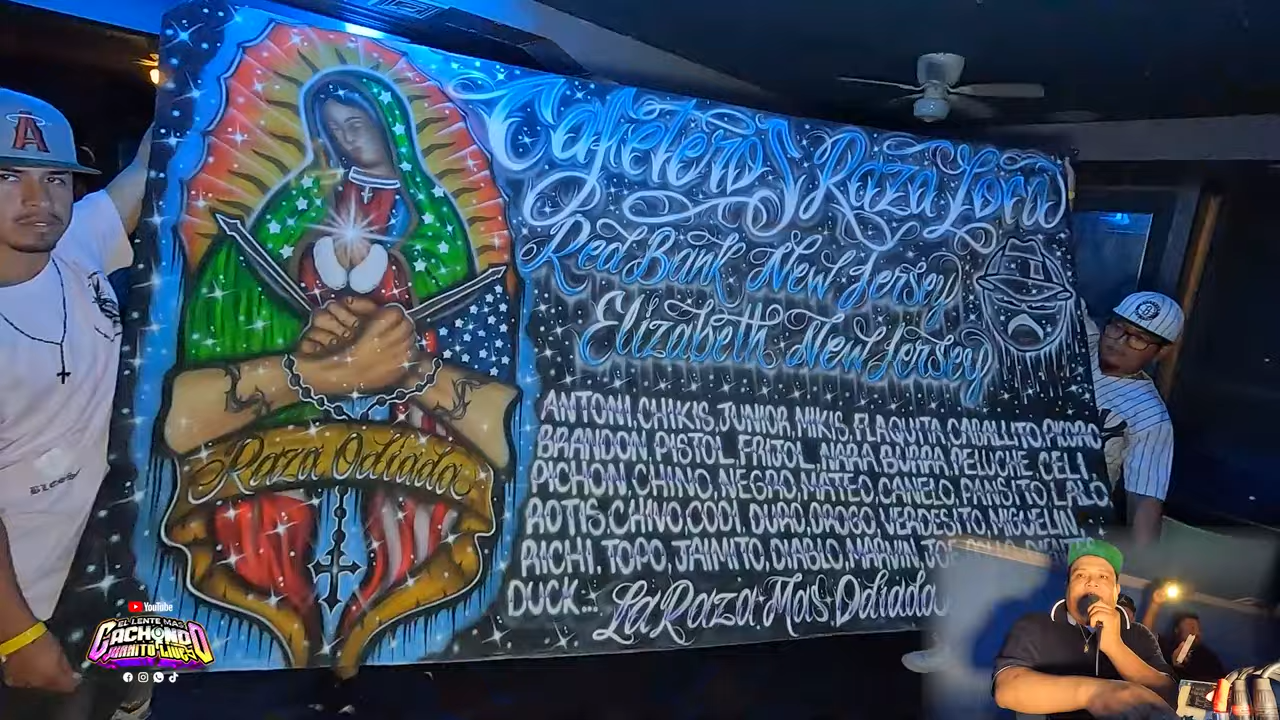 Cafeteros Raza Loca
Red Bank New Jersey
Elizabeth New Jersey
ANTONI, CHIKIS, JUNIOR, MIKIS, FLAQUITA, CABALLITO, PICORO
BRANDON, PISTOL, FRIJOL, NARA, BURRA, PELUCHE, CELI,
PICHON, CHINO, NEGRO, MATEO, CANELO, PANSITO, LALO
ROTIS, CHIVO, CODI, DURO, DROGO, VERDESITO, MIGUELIN,
RICHI, TOPO, JAIMITO, DIABLO, MARVIN, JOE
DUCK... La Raza Mas Odiada
Raza Odiada
A
YouTube
EL LENTE MAS
CACHONDO